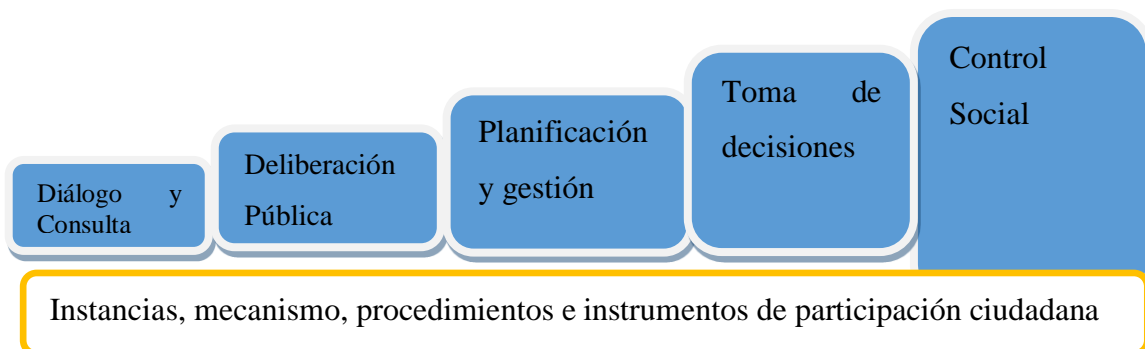 Diálogo y
Consulta
Deliberación
Pública
Planificación
y gestión
Toma de
decisiones
Control
Social
Instancias, mecanismo, procedimientos e instrumentos de participación ciudadana